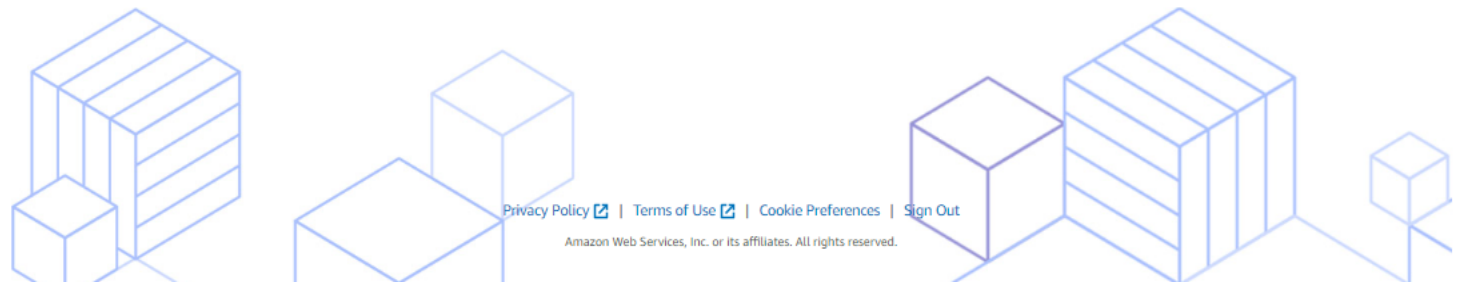 Privacy Policy | Terms of Use | Cookie Preferences | Sign Out
Amazon Web Services, Inc. or its affiliates. All rights reserved.